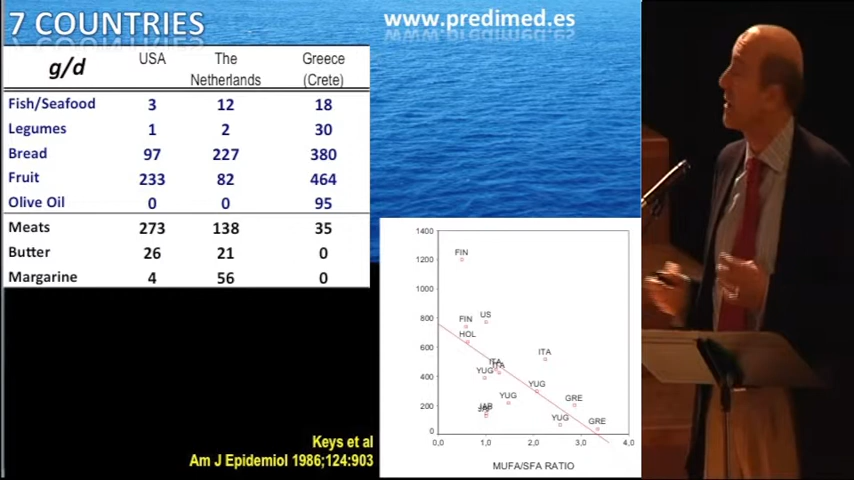 7 COUNTRIES
www.predimed.es
g/d USA The Netherlands Greece (Crete)
Fish/Seafood 3 12 18
Legumes 1 2 30
Bread 97 227 380
Fruit 233 82 464
Olive Oil 0 0 95
Meats 273 138 35
Butter 26 21 0
Margarine 4 56 0
1400
1200
1000
800
600
400
200
0
FIN
FIN
US
HOL
ITA
ITA
ITA
YUG
YUG
YUG
GRE
YUG
GRE
0,0 1,0 2,0 3,0 4,0
MUFA/SFA RATIO
Keys et al
Am J Epidemiol 1986;124:903